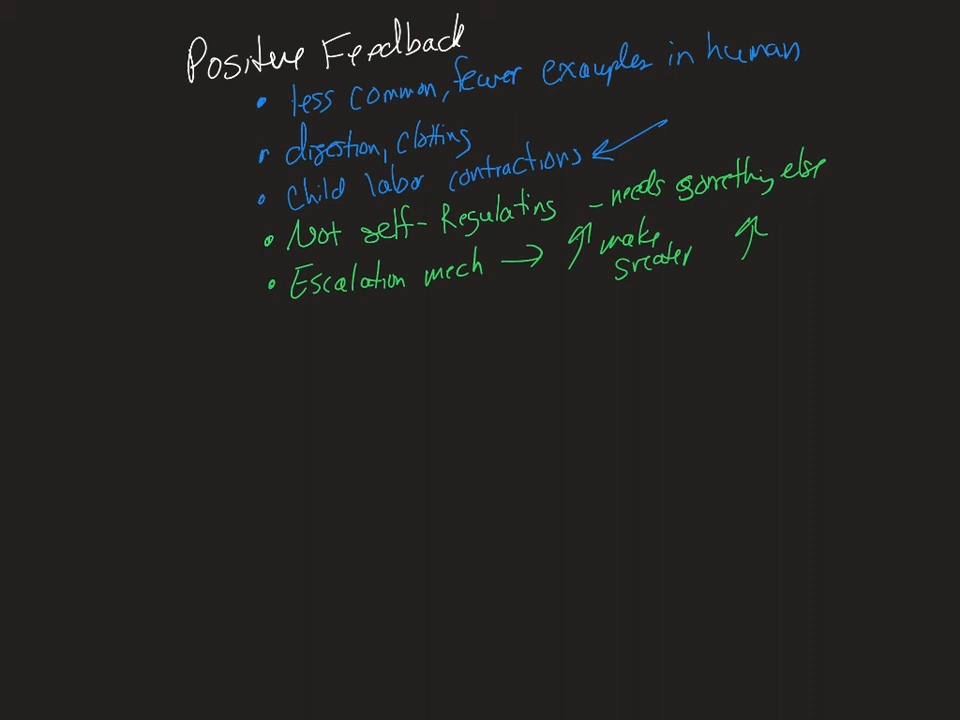 Positive Feedback
• less common, fewer examples in human
• digestion, clotting
• Child labor contractions ←
• Not self-Regulating - needs something else
• Escalation mech → ↑ make greater ↑